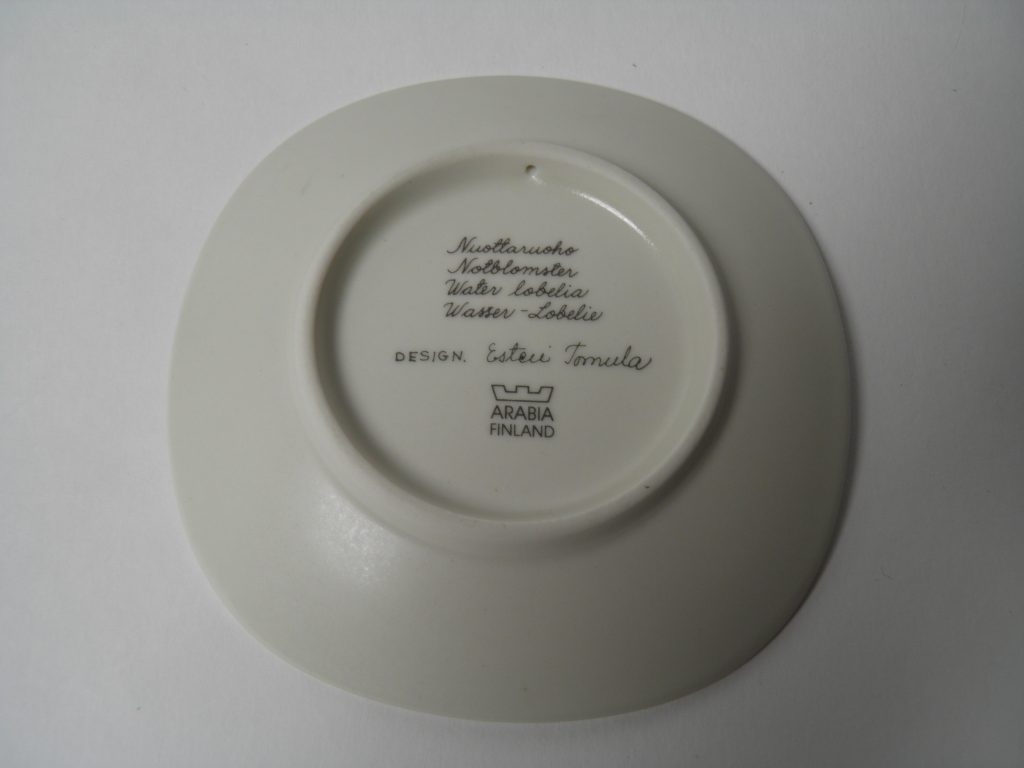 Nuottaruoho
Notblomster
Water lobelia
Wasser-Lobelie
DESIGN. Esteri Tomula
ARABIA
FINLAND